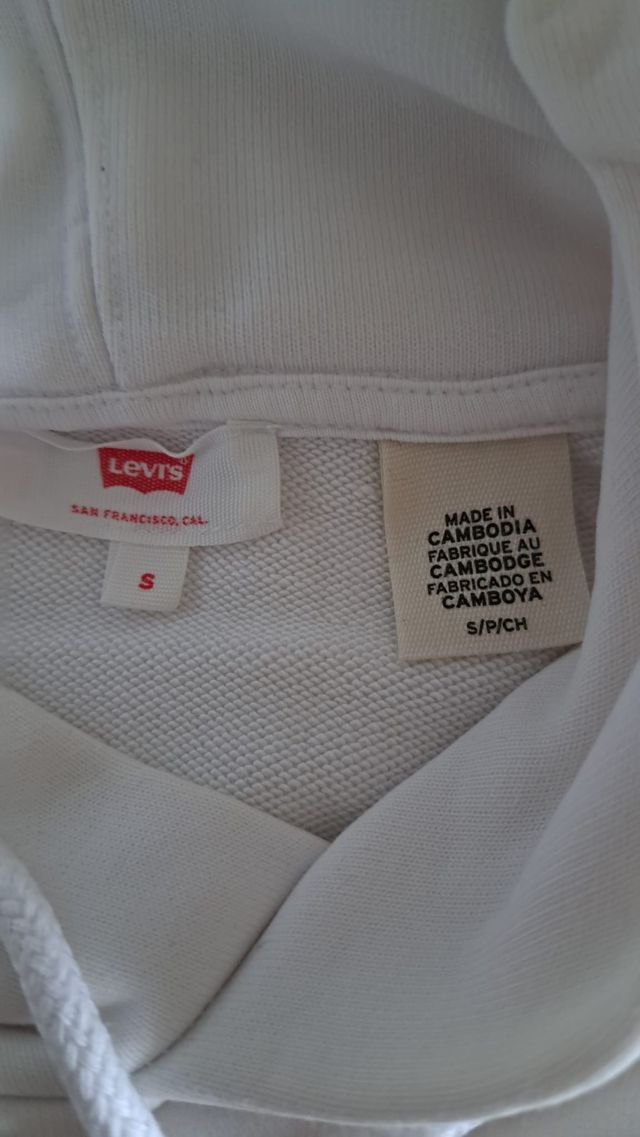 Levi's
SAN FRANCISCO, CAL.
S
MADE IN
CAMBODIA
FABRIQUE AU
CAMBODGE
FABRICADO EN
CAMBOYA
S/P/CH